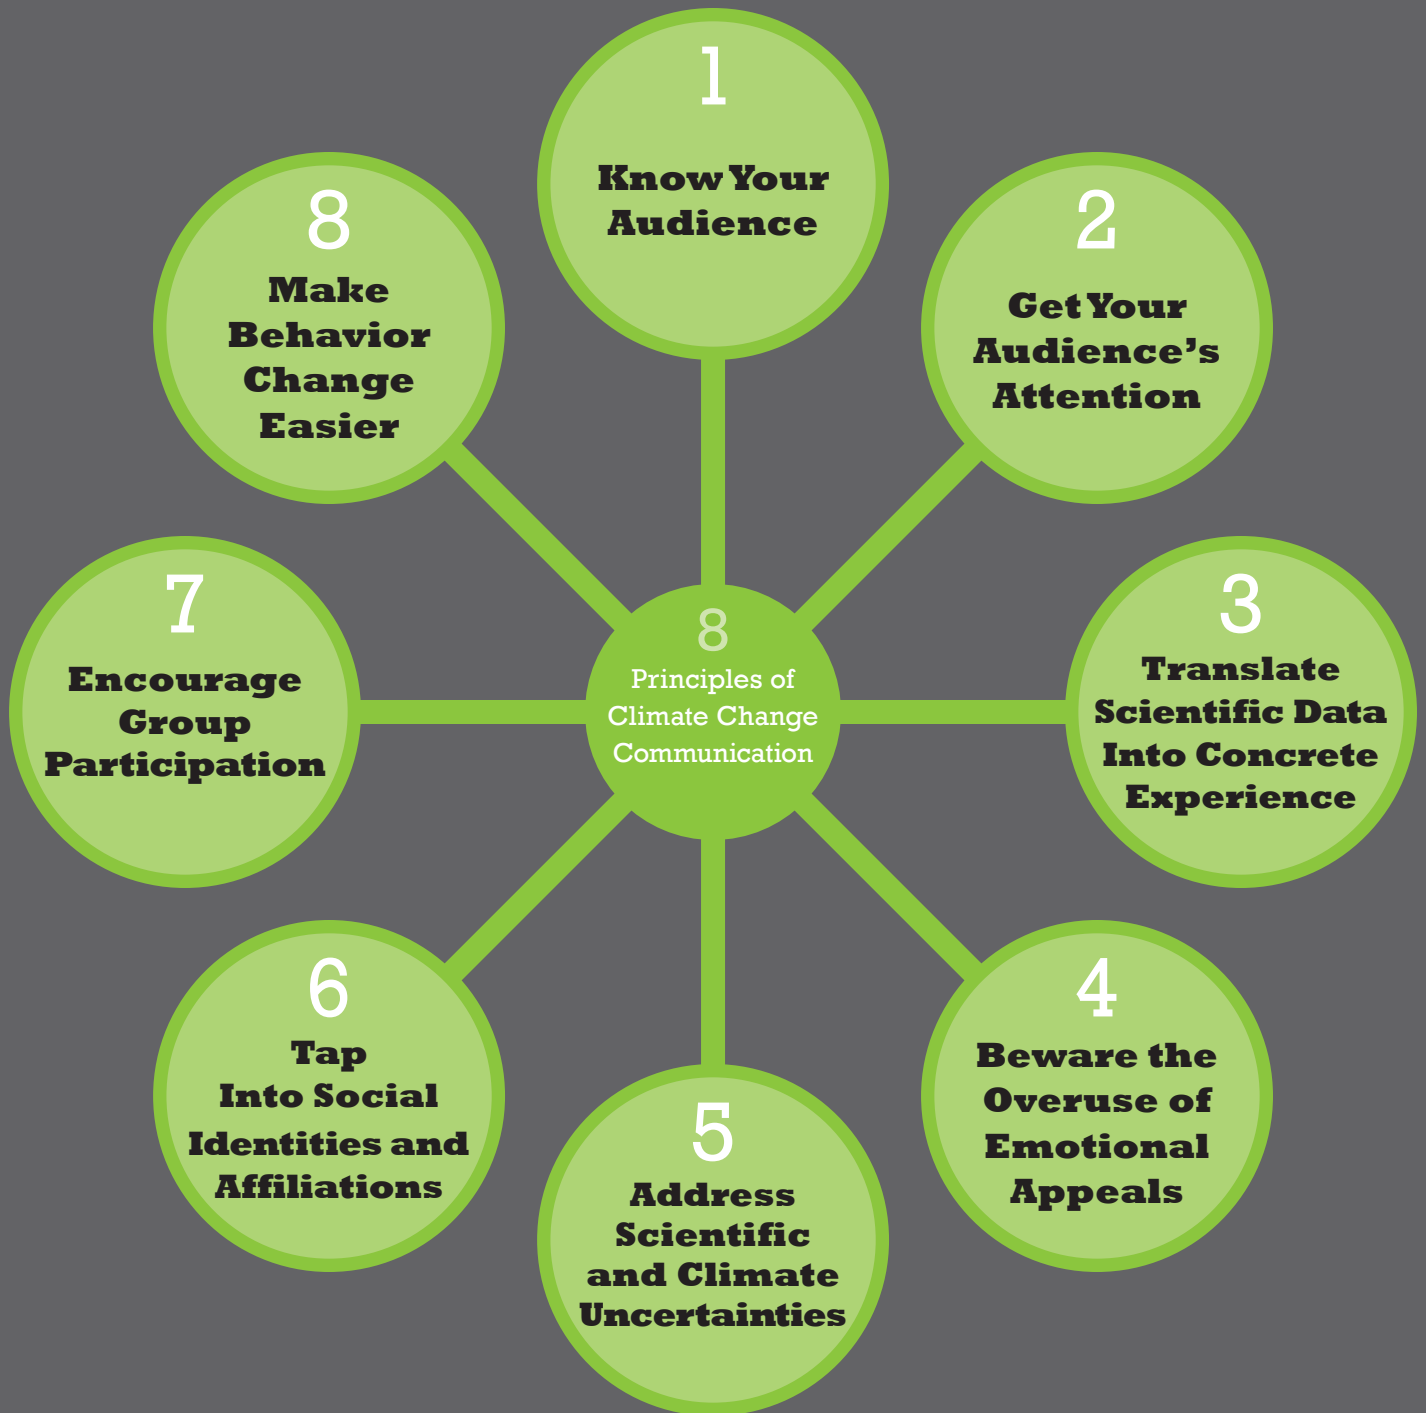 8
Principles of
Climate Change
Communication
1
Know Your
Audience
2
Get Your
Audience’s
Attention
3
Translate
Scientific Data
Into Concrete
Experience
4
Beware the
Overuse of
Emotional
Appeals
5
Address
Scientific
and Climate
Uncertainties
6
Tap
Into Social
Identities and
Affiliations
7
Encourage
Group
Participation
8
Make
Behavior
Change
Easier